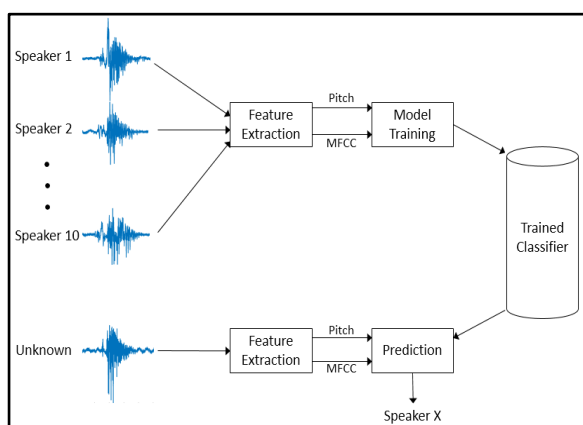 Speaker 1
Speaker 2
Speaker 10
Feature
Extraction
Pitch
MFCC
Model
Training
Trained
Classifier
Unknown
Feature
Extraction
Pitch
MFCC
Prediction
Speaker X